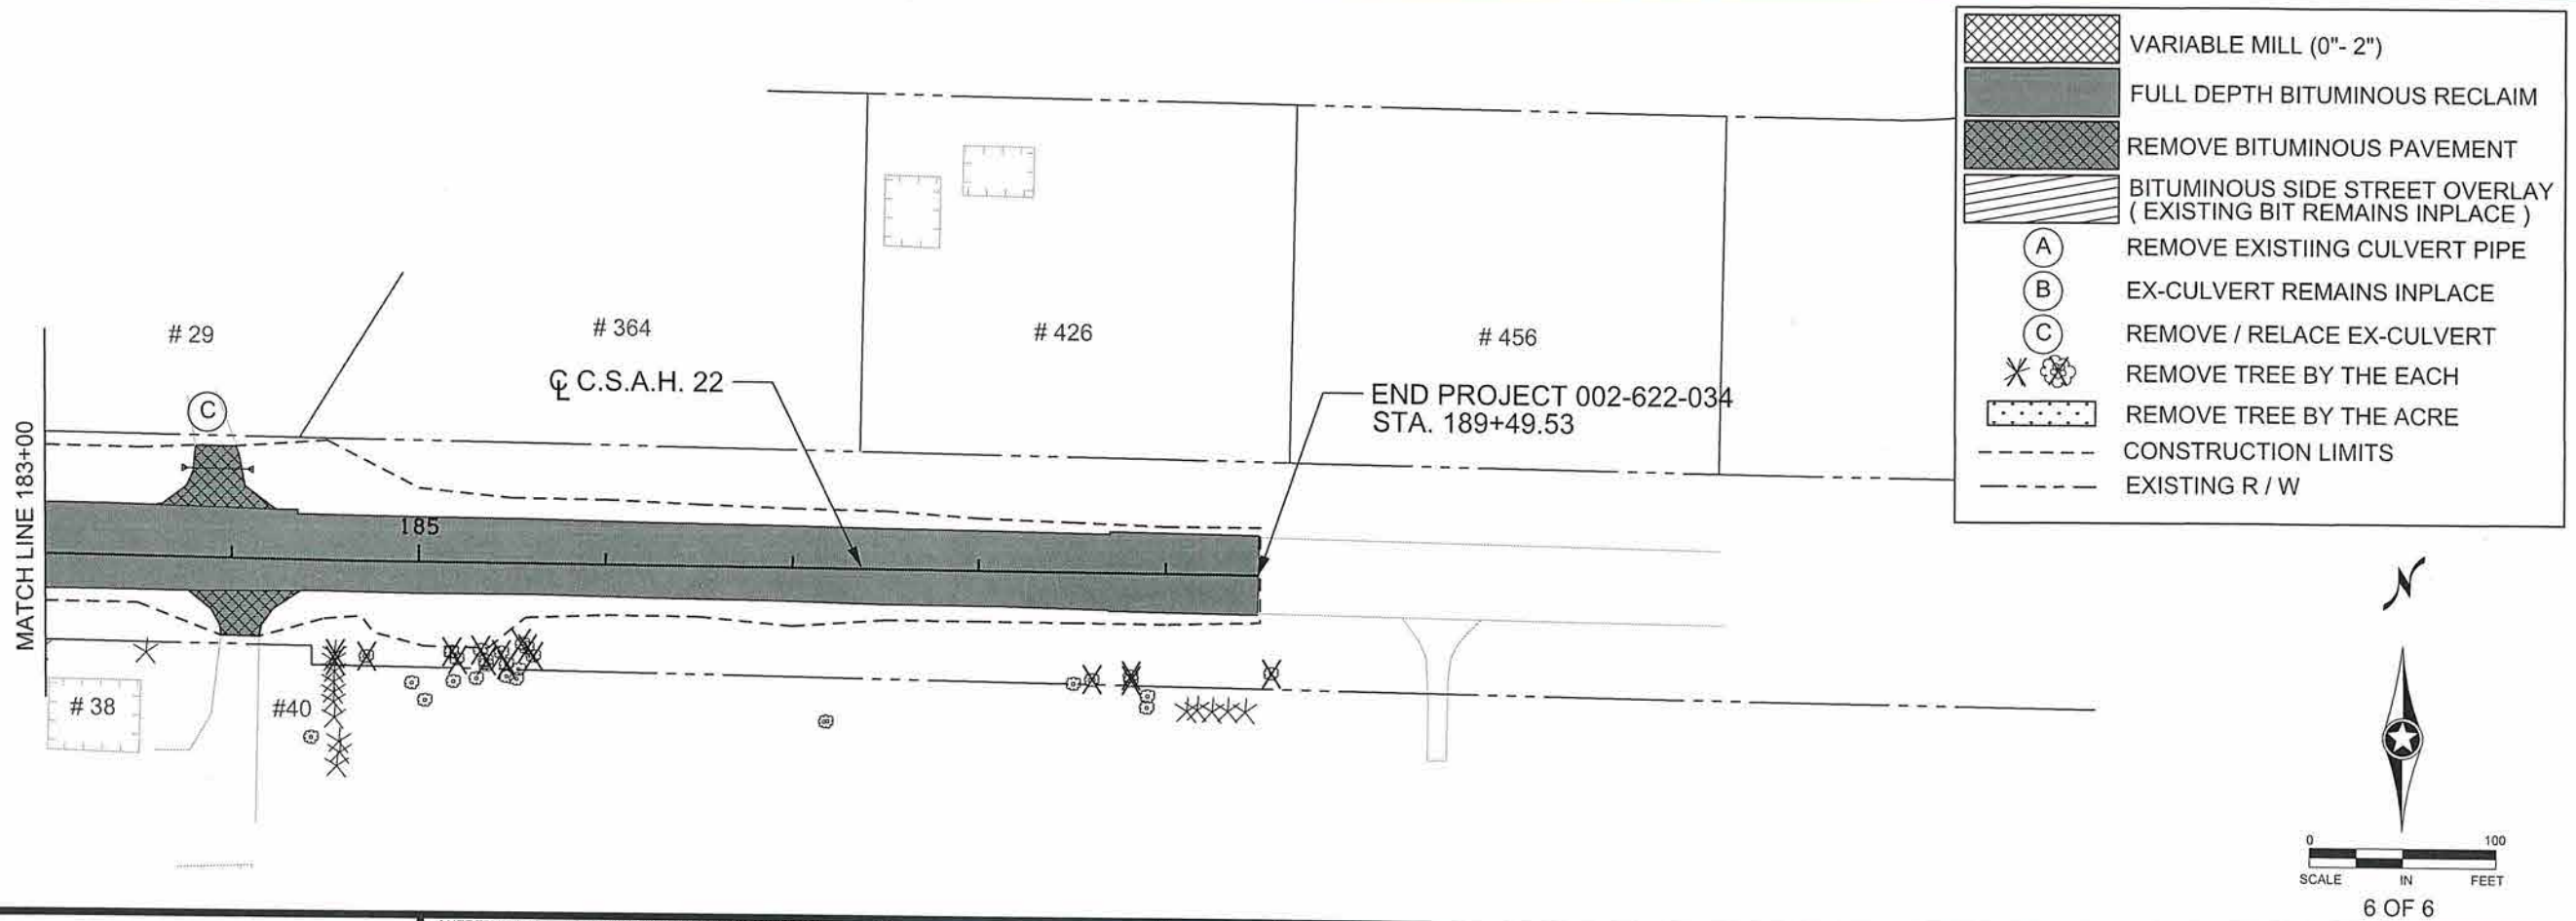 VARIABLE MILL (0"- 2")
FULL DEPTH BITUMINOUS RECLAIM
REMOVE BITUMINOUS PAVEMENT
BITUMINOUS SIDE STREET OVERLAY
( EXISTING BIT REMAINS INPLACE )
A REMOVE EXISTIING CULVERT PIPE
B EX-CULVERT REMAINS INPLACE
C REMOVE / RELACE EX-CULVERT
REMOVE TREE BY THE EACH
REMOVE TREE BY THE ACRE
CONSTRUCTION LIMITS
EXISTING R / W
# 29
# 364
# 426
# 456
℄ C.S.A.H. 22
END PROJECT 002-622-034
STA. 189+49.53
C
MATCH LINE 183+00
185
# 38
#40
N
0 100
SCALE IN FEET
6 OF 6